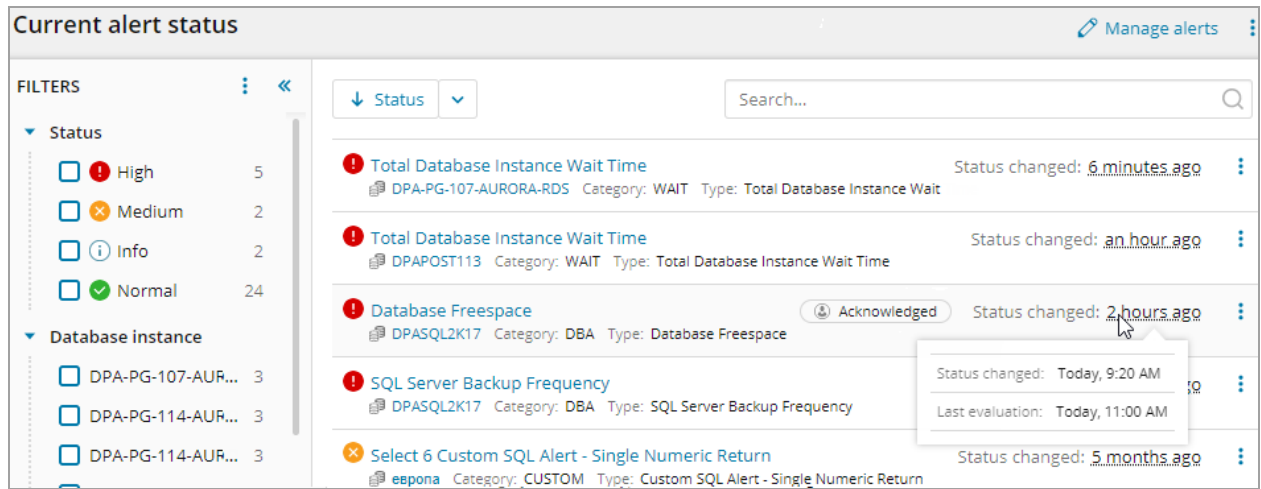 Current alert status
Manage alerts
FILTERS
Status
High 5
Medium 2
Info 2
Normal 24
Database instance
DPA-PG-107-AUR... 3
DPA-PG-114-AUR... 3
DPA-PG-114-AUR... 3
Status
Search...
Total Database Instance Wait Time Status changed: 6 minutes ago
DPA-PG-107-AURORA-RDS Category: WAIT Type: Total Database Instance Wait
Total Database Instance Wait Time Status changed: an hour ago
DPAPOST113 Category: WAIT Type: Total Database Instance Wait Time
Database Freespace Acknowledged Status changed: 2 hours ago
DPASQL2K17 Category: DBA Type: Database Freespace
Status changed: Today, 9:20 AM
Last evaluation: Today, 11:00 AM
SQL Server Backup Frequency
DPASQL2K17 Category: DBA Type: SQL Server Backup Frequency
Select 6 Custom SQL Alert - Single Numeric Return Status changed: 5 months ago
европа Category: CUSTOM Type: Custom SQL Alert - Single Numeric Return